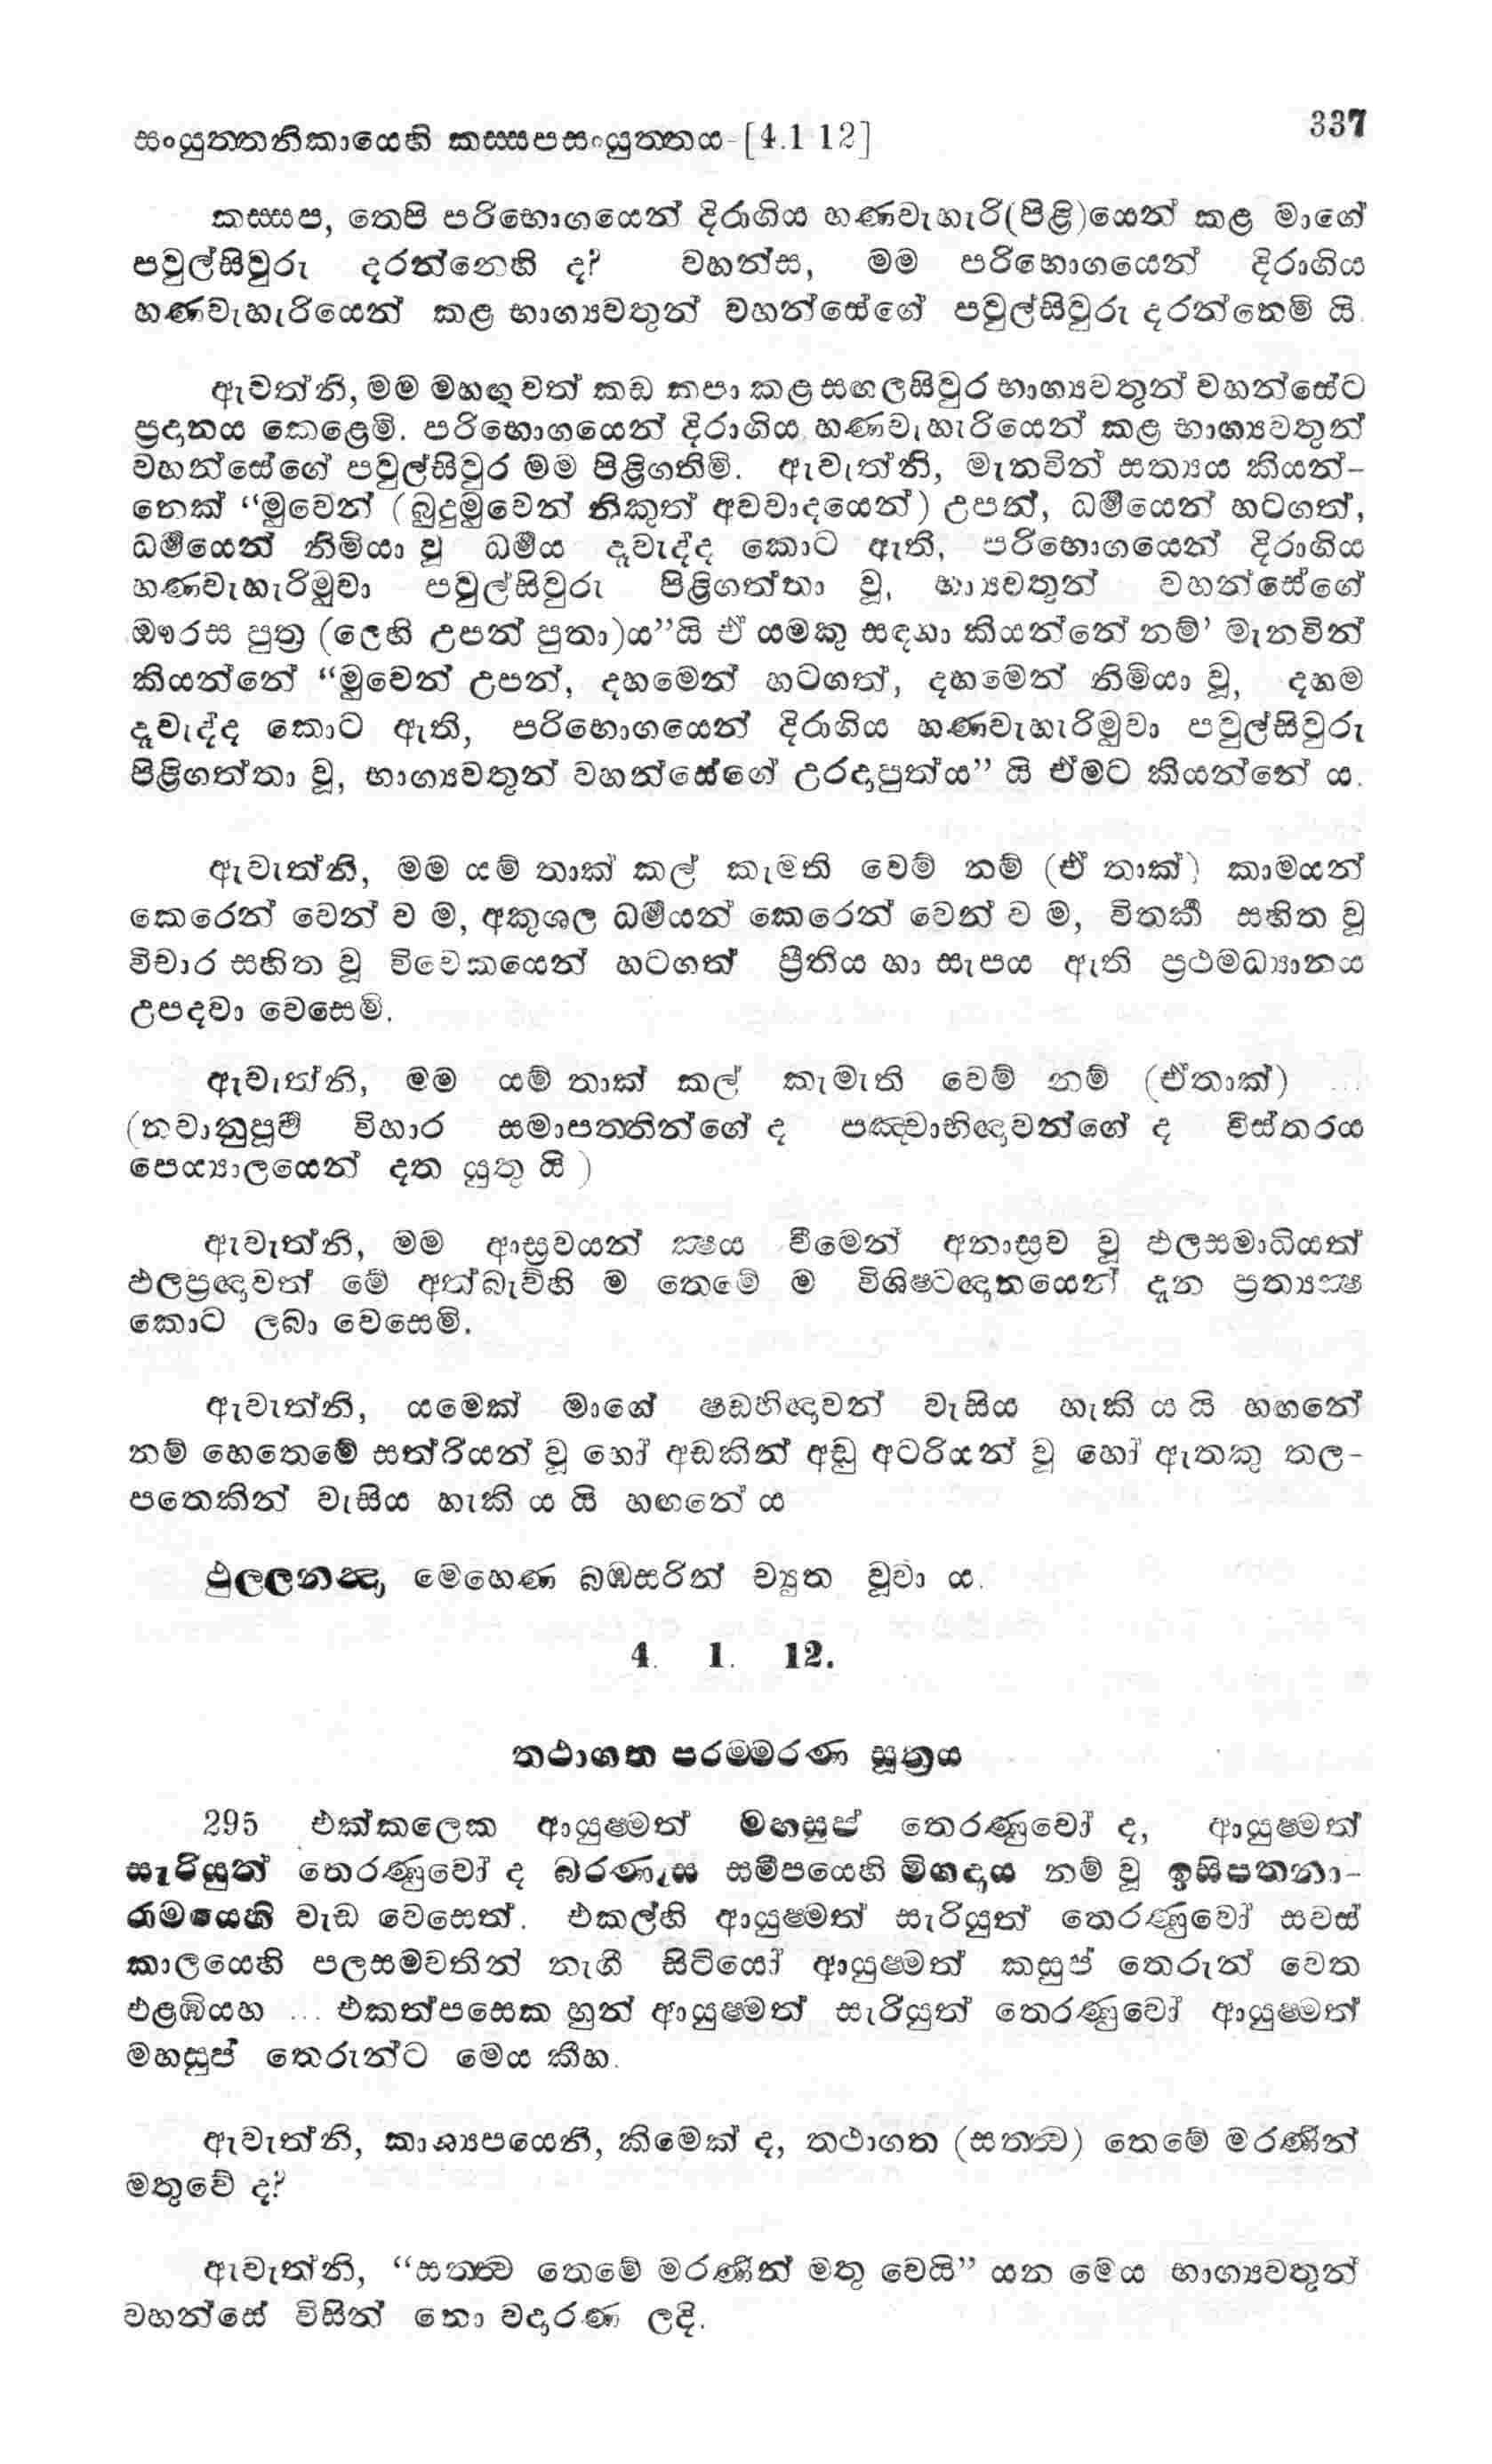 සංයුත්තනිකායෙහි කස්සපසංයුත්තය-[4.1 12]
337
කස්සප, තෙපි පරිභොගයෙන් දිරාගිය හණවැහැරි(පිළි)යෙන් කළ මාගේ
පවුල්සිවුරු දරන්නෙහි ද? වහන්ස, මම පරිභොගයෙන් දිරාගිය
හණවැහැරියෙන් කළ භාග්‍යවතුන් වහන්සේගේ පවුල්සිවුරු දරන්නෙමි යි.
ඇවත්නි, මම මහඟුවත් කඩ කපා කළ සඟලසිවුර භාග්‍යවතුන් වහන්සේට
ප්‍රදානය කෙළෙමි. පරිභොගයෙන් දිරාගිය හණවැහැරියෙන් කළ භාග්‍යවතුන්
වහන්සේගේ පවුල්සිවුර මම පිළිගතිමි. ඇවැත්නි, මැනවින් සත්‍යය කියන්-
නෙක් “මුවෙන් (බුදුමුවෙන් නිකුත් අවවාදයෙන්) උපන්, ධර්මයෙන් හටගත්,
ධර්මයෙන් නිමියා වූ ධර්මය දෑවැද්ද කොට ඇති, පරිභොගයෙන් දිරාගිය
හණවැහැරිමුවා පවුල්සිවුරු පිළිගත්තා වූ, භාග්‍යවතුන් වහන්සේගේ
ඖරස පුත්‍ර (ලෙහි උපන් පුතා)ය”යි ඒ යමකු සඳහා කියන්නේ නම්’ මැනවින්
කියන්නේ “මුවෙන් උපන්, දහමෙන් හටගත්, දහමෙන් නිමියා වූ, දහම
දෑවැද්ද කොට ඇති, පරිභොගයෙන් දිරාගිය හණවැහැරිමුවා පවුල්සිවුරු
පිළිගත්තා වූ, භාග්‍යවතුන් වහන්සේගේ උරදාපුත්ය” යි ඒමට කියන්නේ ය.
ඇවැත්නි, මම යම් තාක් කල් කැමති වෙම් නම් (ඒ තාක්) කාමයන්
කෙරෙන් වෙන් ව ම, අකුශල ධර්මයන් කෙරෙන් වෙන් ව ම, විතර්ක සහිත වූ
විචාර සහිත වූ විවෙකයෙන් හටගත් ප්‍රීතිය හා සැපය ඇති ප්‍රථමධ්‍යානය
උපදවා වෙසෙමි.
ඇවැත්නි, මම යම් තාක් කල් කැමැති වෙම් නම් (ඒතාක්) ...
(නවානුපූර්ව විහාර සමාපත්තින්ගේ ද පඤ්චාභිඥාවන්ගේ ද විස්තරය
පෙය්‍යාලයෙන් දත යුතු යි)
ඇවැත්නි, මම ආස්‍රවයන් ක්‍ෂය වීමෙන් අනාස්‍රව වූ ඵලසමාධියත්
ඵලප්‍රඥාවත් මේ අත්බැව්හි ම තෙමේ ම විශිෂ්ටඥානයෙන් දැන ප්‍රත්‍යක්‍ෂ
කොට ලබා වෙසෙමි.
ඇවැත්නි, යමෙක් මාගේ ෂඩභිඥාවන් වැසිය හැකි ය යි හඟනේ
නම් හෙතෙමේ සත්රියන් වූ හෝ අඩකින් අඩු අටරියන් වූ හෝ ඇතකු තල-
පතෙකින් වැසිය හැකි ය යි හඟනේ ය
ථුල්ලනන්‍දා මෙහෙණ බඹසරින් ච්‍යුත වූවා ය.
4. 1. 12.
තථාගත පරම්මරණ සූත්‍රය
295 එක්කලෙක ආයුෂ්මත් මහසුප් තෙරණුවෝ ද, ආයුෂ්මත්
සැරියුත් තෙරණුවෝ ද බරණැස සමීපයෙහි මිගදාය නම් වූ ඉසිපතනා-
රාමයෙහි වැඩ වෙසෙත්. එකල්හි ආයුෂ්මත් සැරියුත් තෙරණුවෝ සවස්
කාලයෙහි පලසමවතින් නැගී සිටියෝ ආයුෂ්මත් කසුප් තෙරුන් වෙත
එළඹියහ ... එකත්පසෙක හුන් ආයුෂ්මත් සැරියුත් තෙරණුවෝ ආයුෂ්මත්
මහසුප් තෙරුන්ට මෙය කීහ.
ඇවැත්නි, කාශ්‍යපයෙනි, කිමෙක් ද, තථාගත (සත්ත්‍ව) තෙමේ මරණින්
මතුවේ ද?
ඇවැත්නි, “සත්ත්‍ව තෙමේ මරණින් මතු වෙයි” යන මෙය භාග්‍යවතුන්
වහන්සේ විසින් නො වදාරණ ලදි.